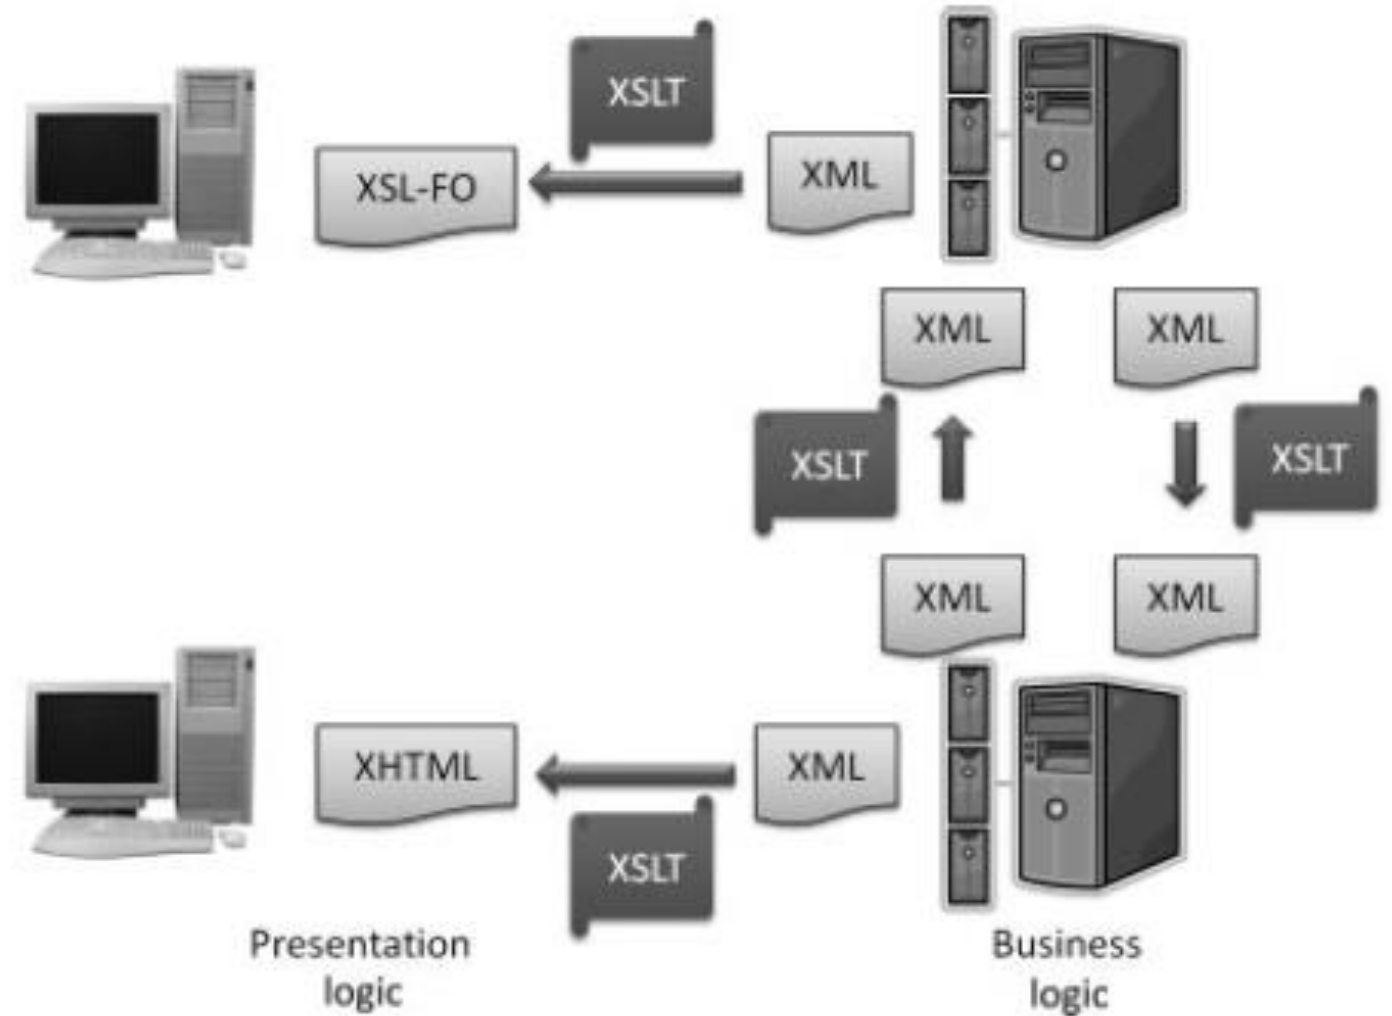 XSLT
XSL-FO
XML
XML
XML
XSLT
XSLT
XML
XML
XHTML
XML
XSLT
Presentation
logic
Business
logic